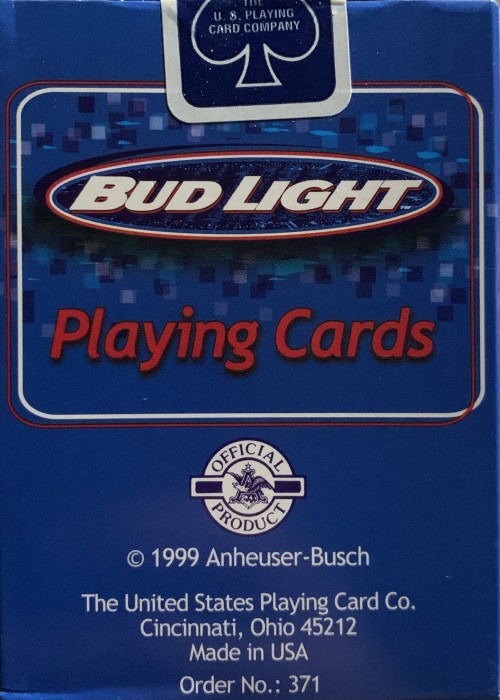 THE
U. S. PLAYING
CARD COMPANY
BUD LIGHT™
Playing Cards
OFFICIAL
PRODUCT
© 1999 Anheuser-Busch
The United States Playing Card Co.
Cincinnati, Ohio 45212
Made in USA
Order No.: 371